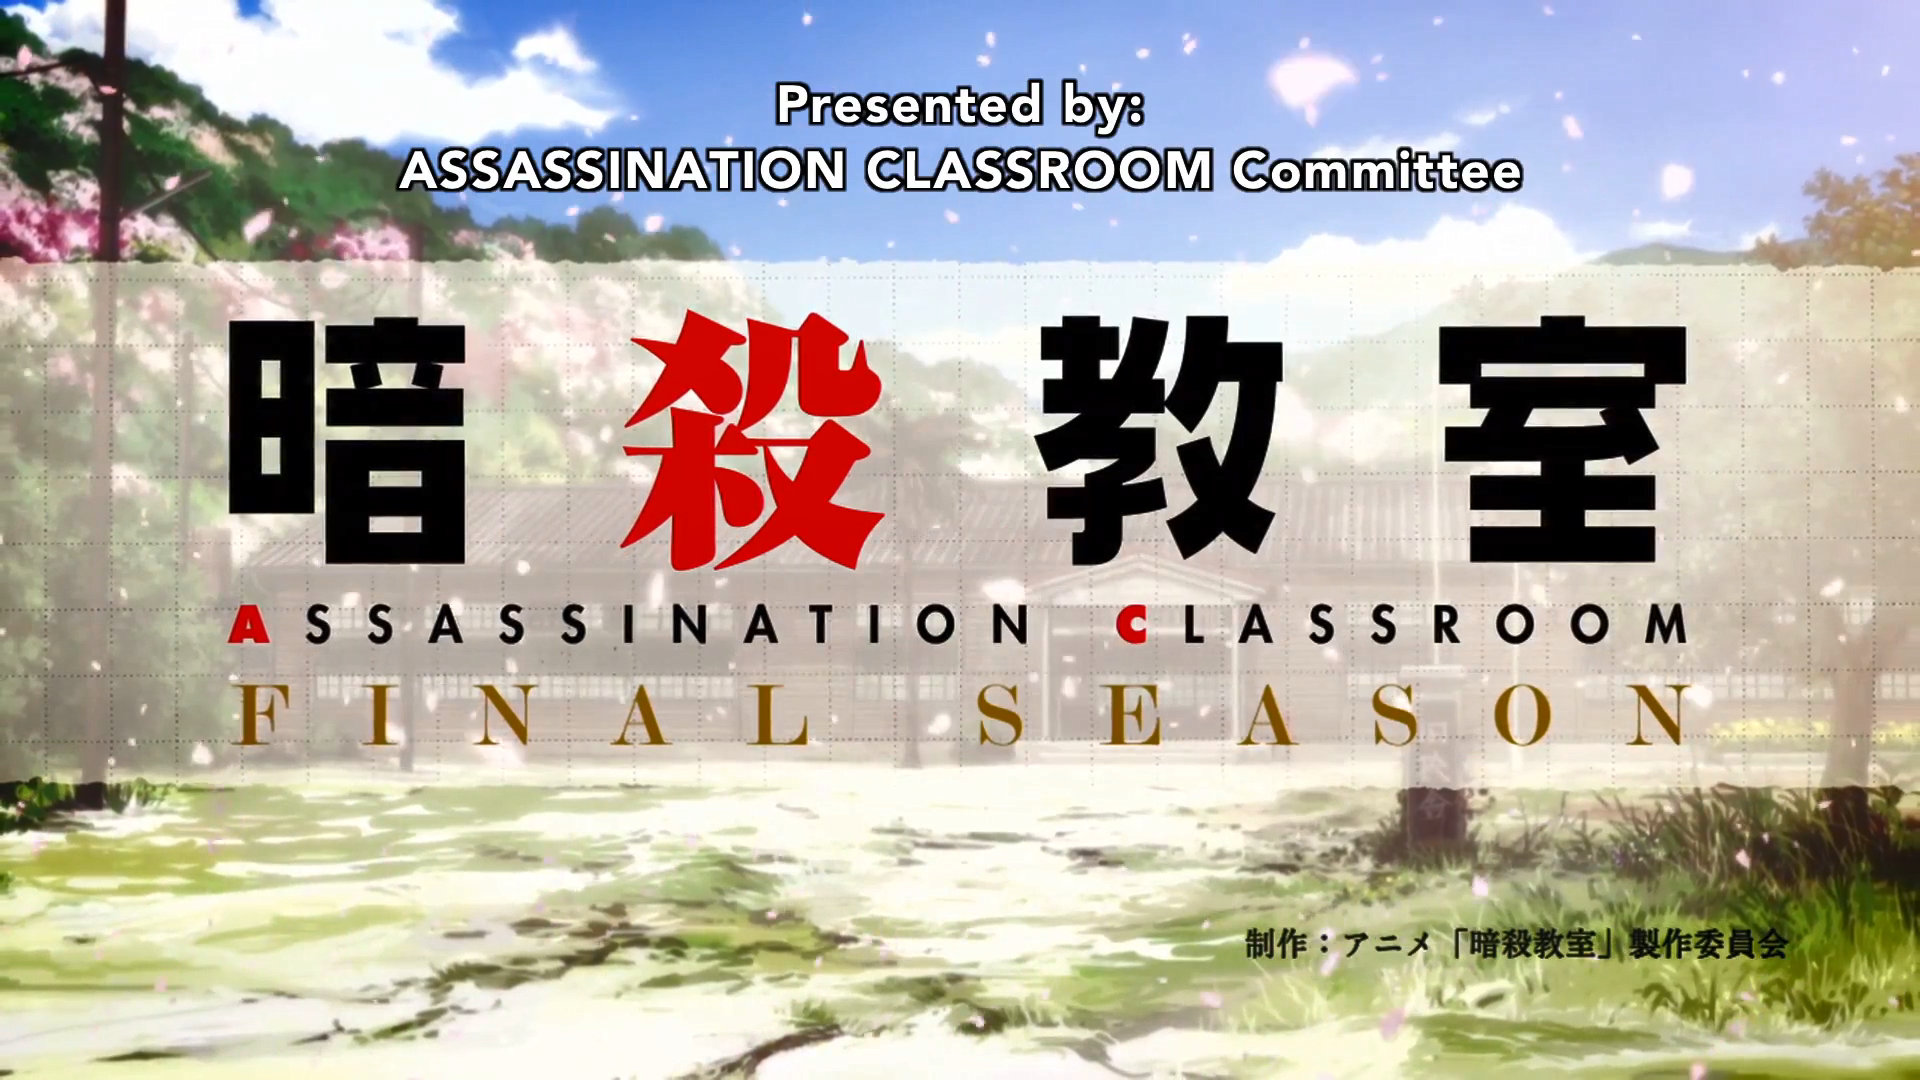 Presented by:
ASSASSINATION CLASSROOM Committee
暗殺教室
ASSASSINATION CLASSROOM
FINAL SEASON
制作：アニメ「暗殺教室」製作委員会